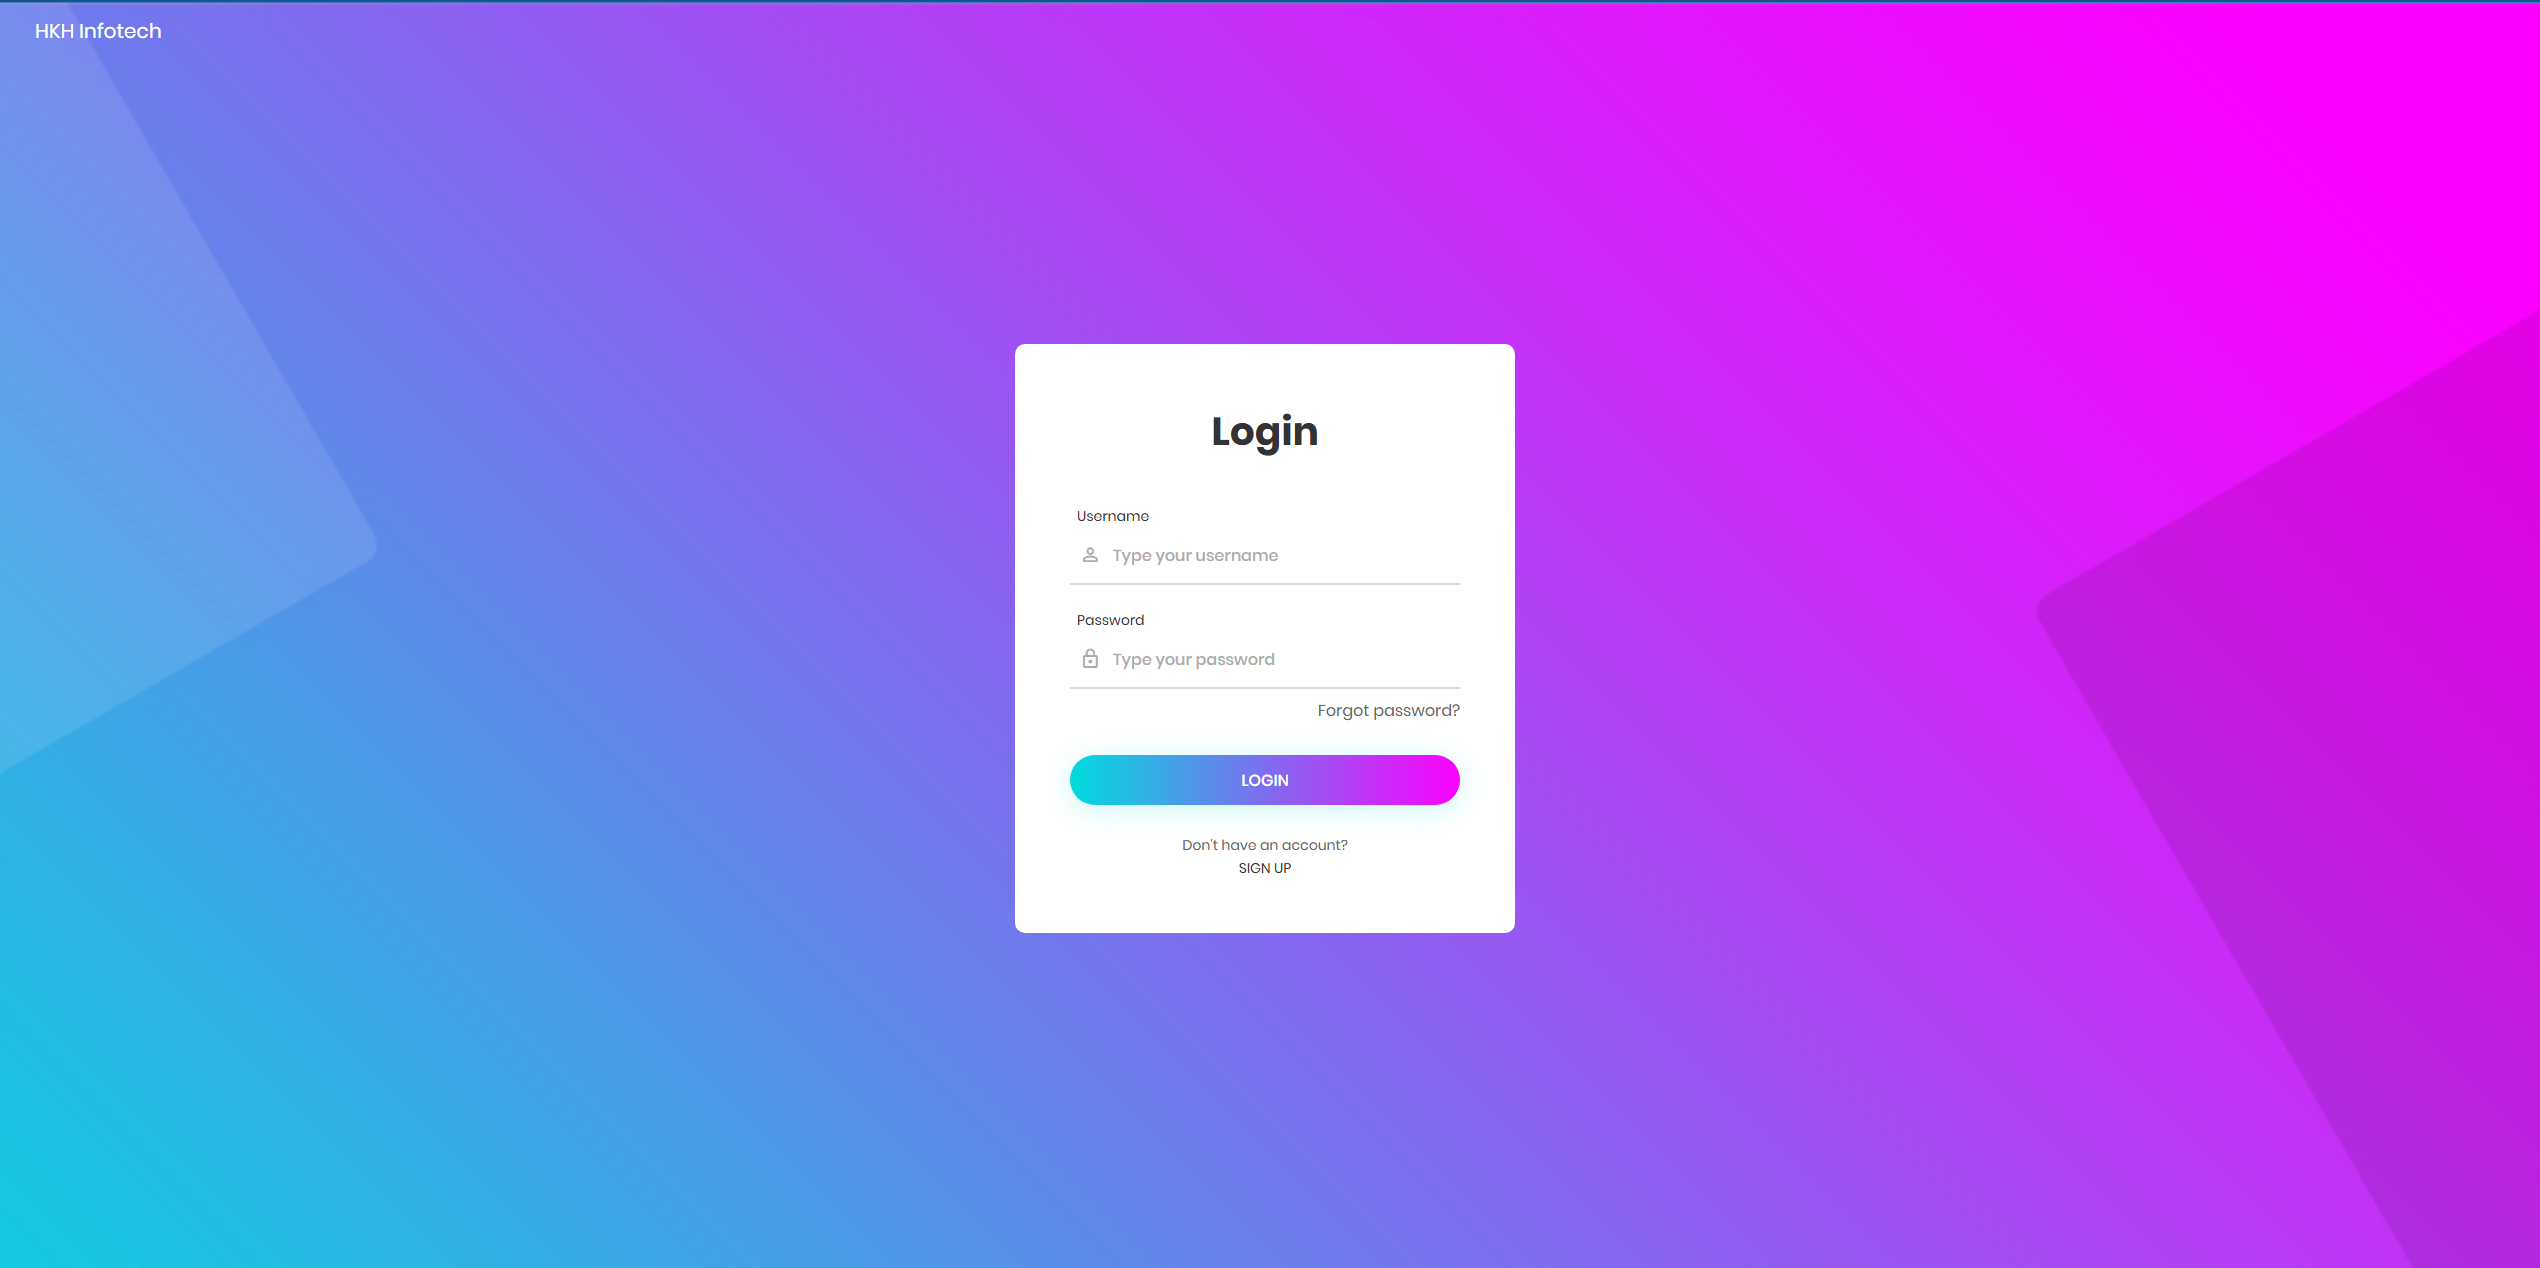 HKH Infotech
Login
Username
Type your username
Password
Type your password
Forgot password?
LOGIN
Don't have an account?
SIGN UP